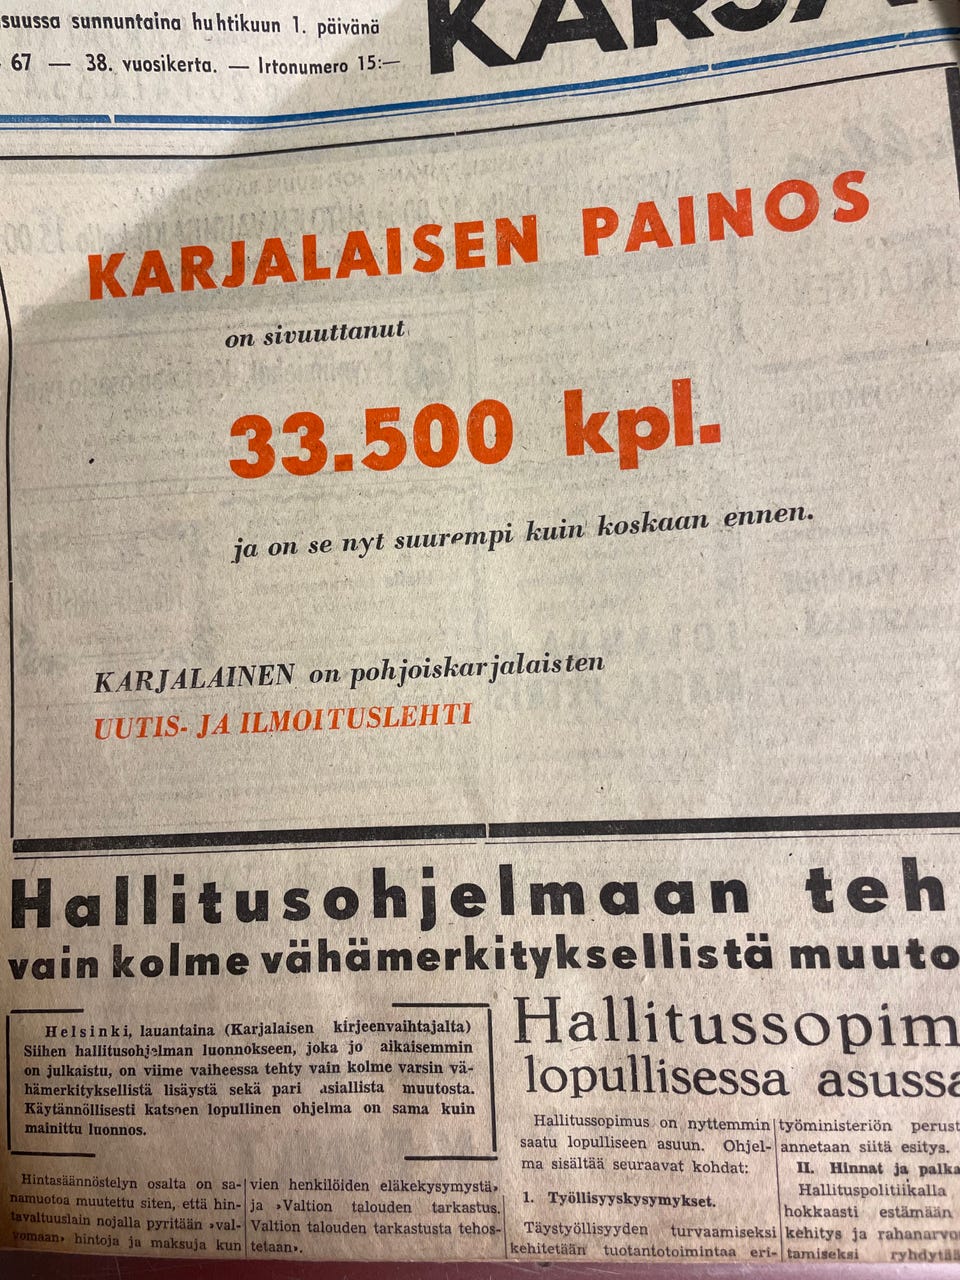 suussa sunnuntaina huhtikuun 1. päivänä
67 — 38. vuosikerta. — Irtonumero 15:—
KARJA
KARJALAISEN PAINOS
on sivuuttanut
33.500 kpl.
ja on se nyt suurempi kuin koskaan ennen.
KARJALAINEN on pohjoiskarjalaisten
UUTIS- JA ILMOITUSLEHTI
Hallitusohjelmaan teh
vain kolme vähämerkityksellistä muuto
Helsinki, lauantaina (Karjalaisen kirjeenvaihtajalta)
Siihen hallitusohjelman luonnokseen, joka jo aikaisemmin
on julkaistu, on viime vaiheessa tehty vain kolme varsin vä-
hämerkityksellistä lisäystä sekä pari asiallista muutosta.
Käytännöllisesti katsoen lopullinen ohjelma on sama kuin
mainittu luonnos.
Hintasäännöstelyn osalta on sa-
namuotoa muutettu siten, että hin-
tavaltuuslain nojalla pyritään »val-
vomaan» hintoja ja maksuja kun
vien henkilöiden eläkekysymystä»
ja »Valtion talouden tarkastus.
Valtion talouden tarkastusta tehos-
tetaan».
Hallitussopim
lopullisessa asussa
Hallitussopimus on nyttemmin
saatu lopulliseen asuun. Ohjel-
ma sisältää seuraavat kohdat:
1. Työllisyyskysymykset.
Täystyöllisyyden turvaamiseksi
kehitetään tuotantotoimintaa eri-
työministeriön perust
annetaan siitä esitys.
II. Hinnat ja palka
Hallituspolitiikalla
hokkaasti estämään
kehitys ja rahanarvo
tamiseksi ryhdytää